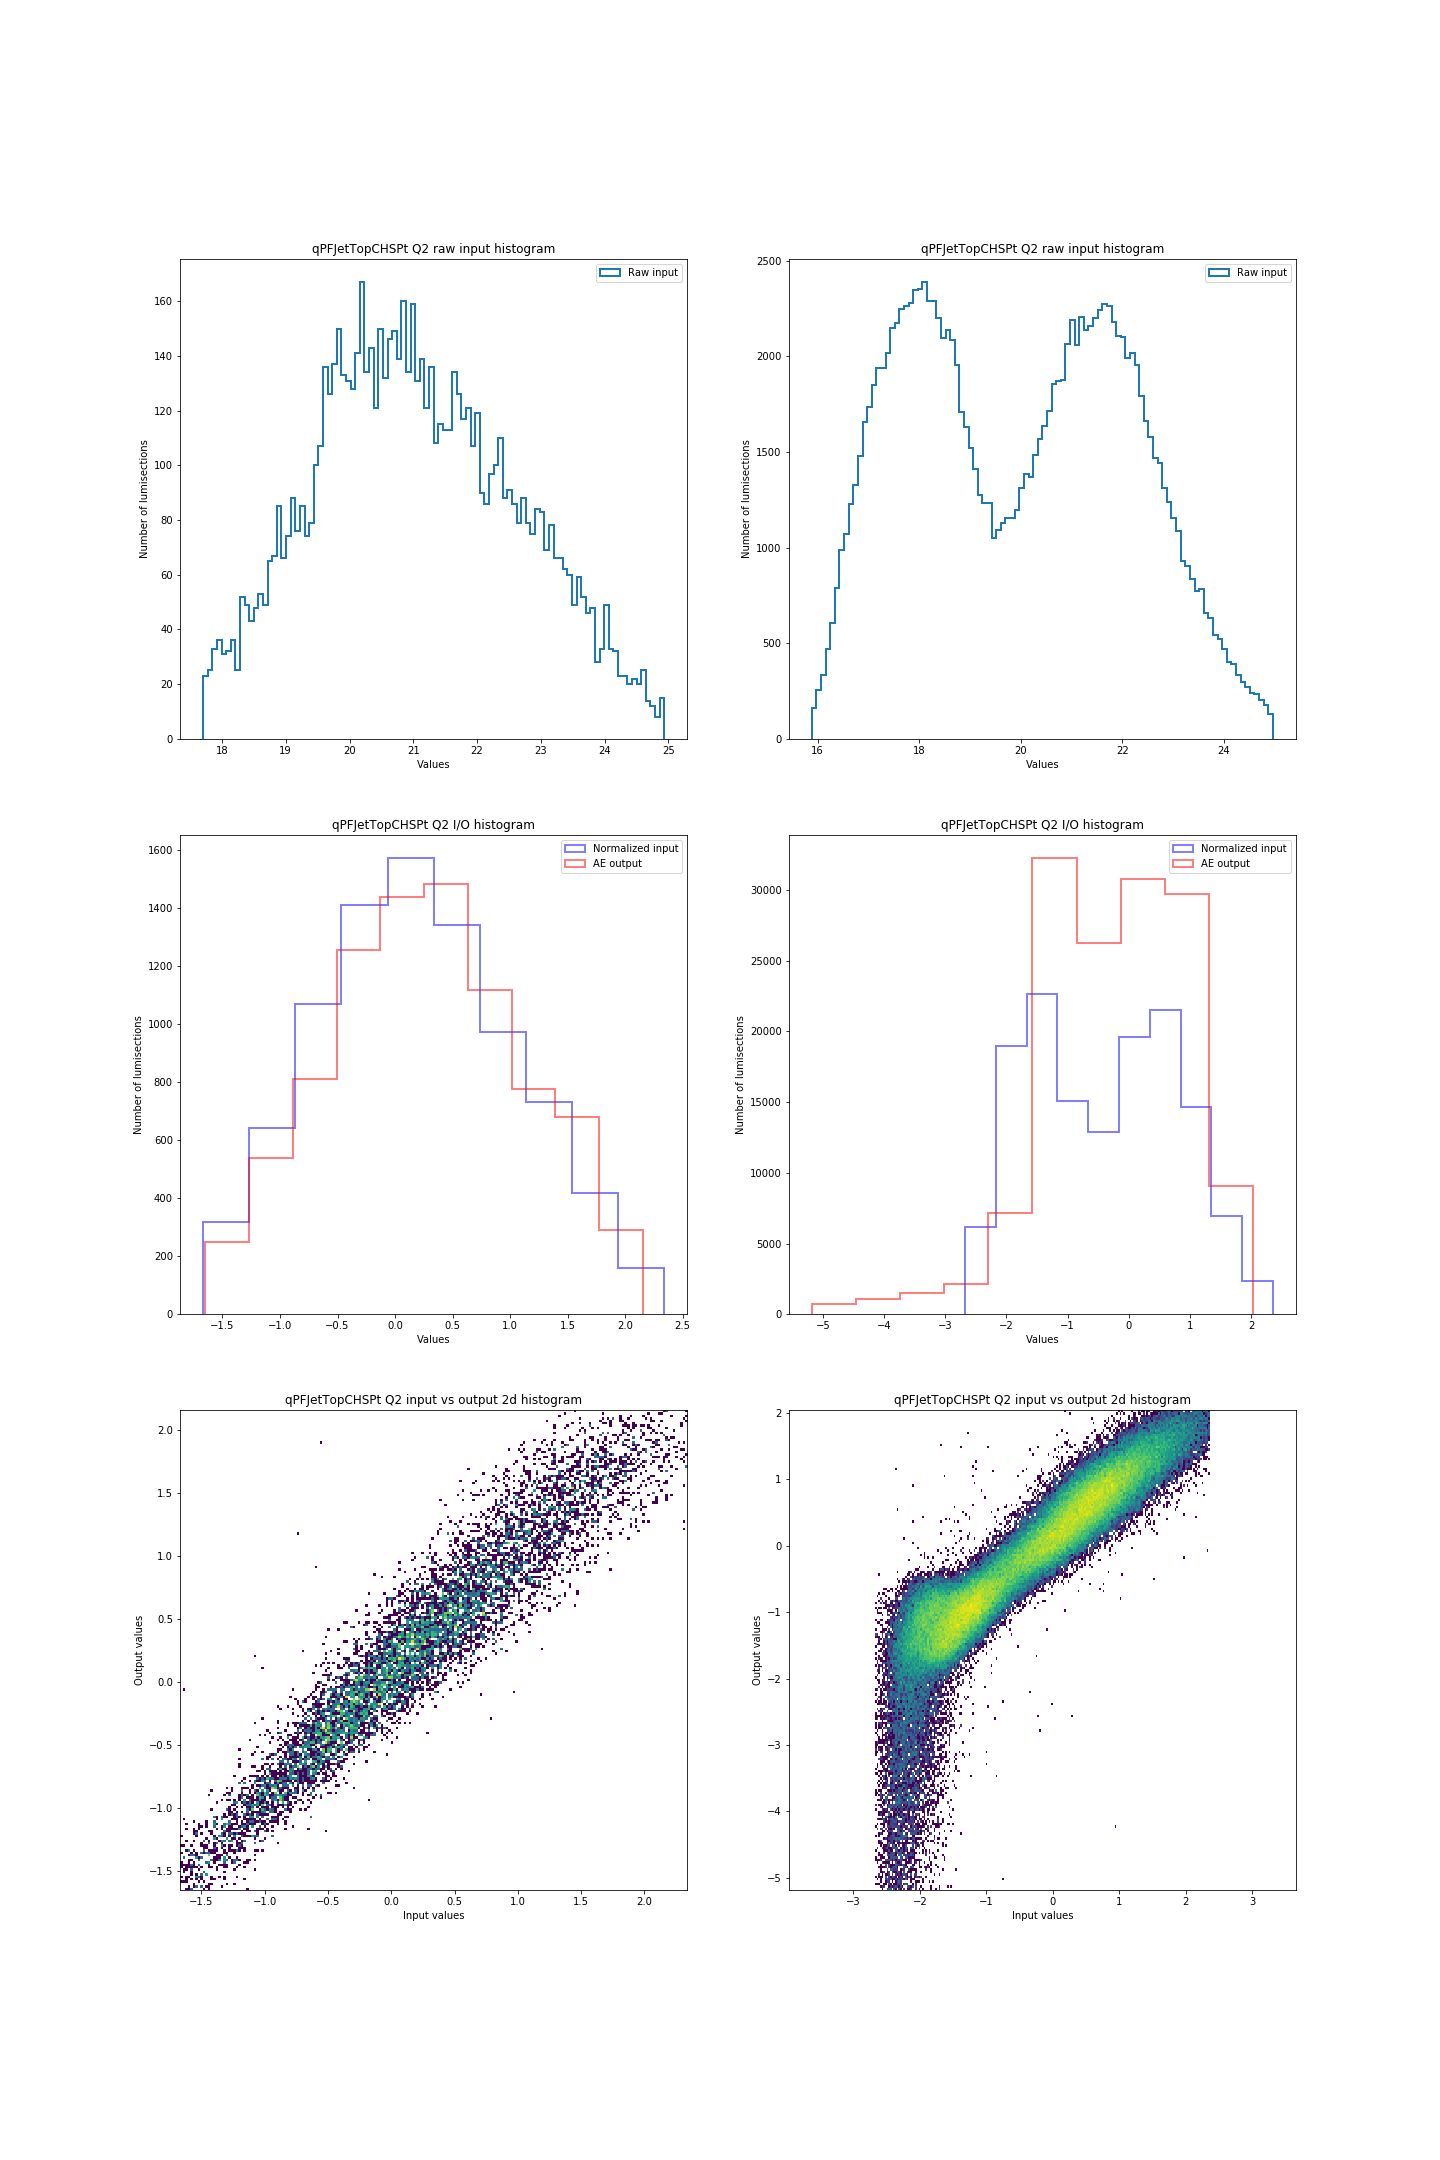 qPFJetTopCHSPt Q2 raw input histogram
Raw input
160
140
120
100
80
60
40
20
0
Number of lumisections
18 19 20 21 22 23 24 25
Values
qPFJetTopCHSPt Q2 raw input histogram
Raw input
2500
2000
1500
1000
500
0
Number of lumisections
16 18 20 22 24
Values
qPFJetTopCHSPt Q2 I/O histogram
Normalized input
AE output
1600
1400
1200
1000
800
600
400
200
0
Number of lumisections
−1.5 −1.0 −0.5 0.0 0.5 1.0 1.5 2.0 2.5
Values
qPFJetTopCHSPt Q2 I/O histogram
Normalized input
AE output
30000
25000
20000
15000
10000
5000
0
Number of lumisections
−5 −4 −3 −2 −1 0 1 2
Values
qPFJetTopCHSPt Q2 input vs output 2d histogram
2.0
1.5
1.0
0.5
0.0
−0.5
−1.0
−1.5
Output values
−1.5 −1.0 −0.5 0.0 0.5 1.0 1.5 2.0
Input values
qPFJetTopCHSPt Q2 input vs output 2d histogram
2
1
0
−1
−2
−3
−4
−5
Output values
−3 −2 −1 0 1 2 3
Input values